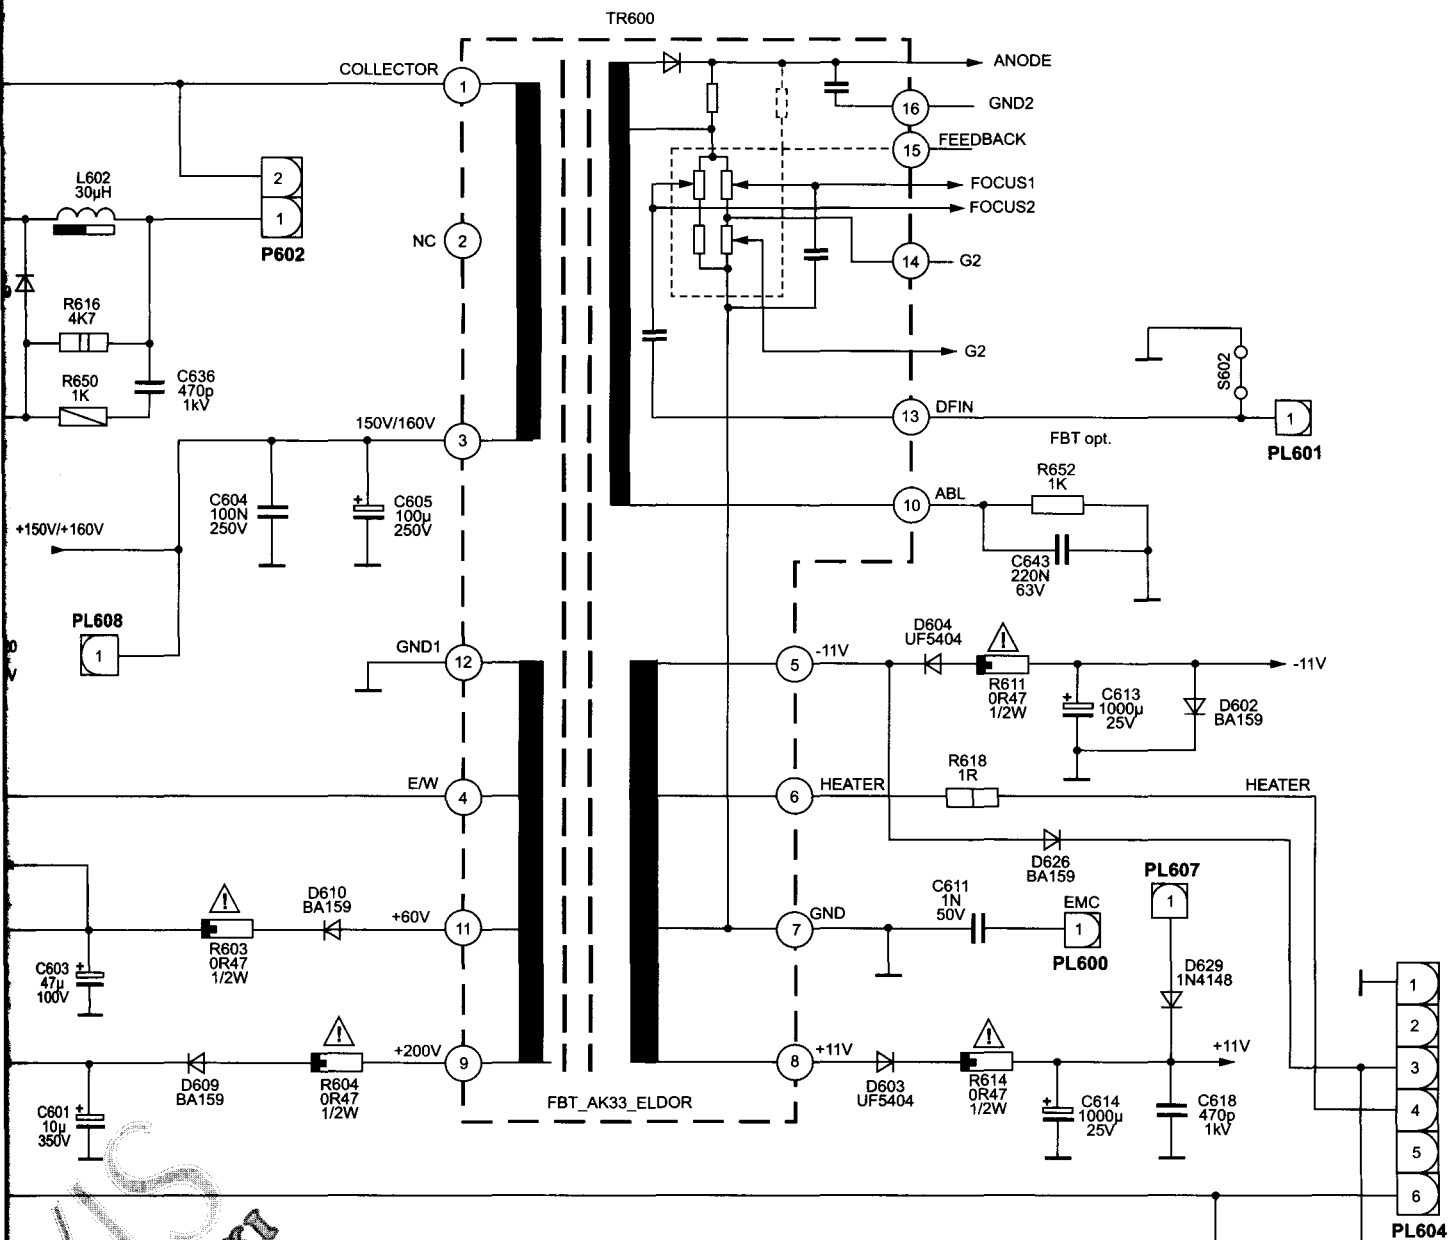 TR600
COLLECTOR
1
ANODE
16
GND2
15
FEEDBACK
L602
30µH
2
1
P602
FOCUS1
FOCUS2
NC
2
14
G2
R616
4K7
G2
R650
1K
C636
470p
1kV
S602
150V/160V
3
13
DFIN
1
PL601
FBT opt.
C604
100N
250V
+
C605
100µ
250V
10
ABL
R652
1K
+150V/+160V
C643
220N
63V
PL608
1
GND1
12
5
-11V
D604
UF5404
!
R611
0R47
1/2W
+
C613
1000µ
25V
D602
BA159
-11V
V
E/W
4
6
HEATER
R618
1R
HEATER
D626
BA159
D610
BA159
!
R603
0R47
1/2W
+60V
11
7
GND
C611
1N
50V
EMC
1
PL600
PL607
1
C603
47µ
100V
+
D629
1N4148
+200V
9
!
R604
0R47
1/2W
D609
BA159
C601
10µ
350V
+
FBT_AK33_ELDOR
8
+11V
D603
UF5404
!
R614
0R47
1/2W
+
C614
1000µ
25V
C618
470p
1kV
+11V
1
2
3
4
5
6
PL604